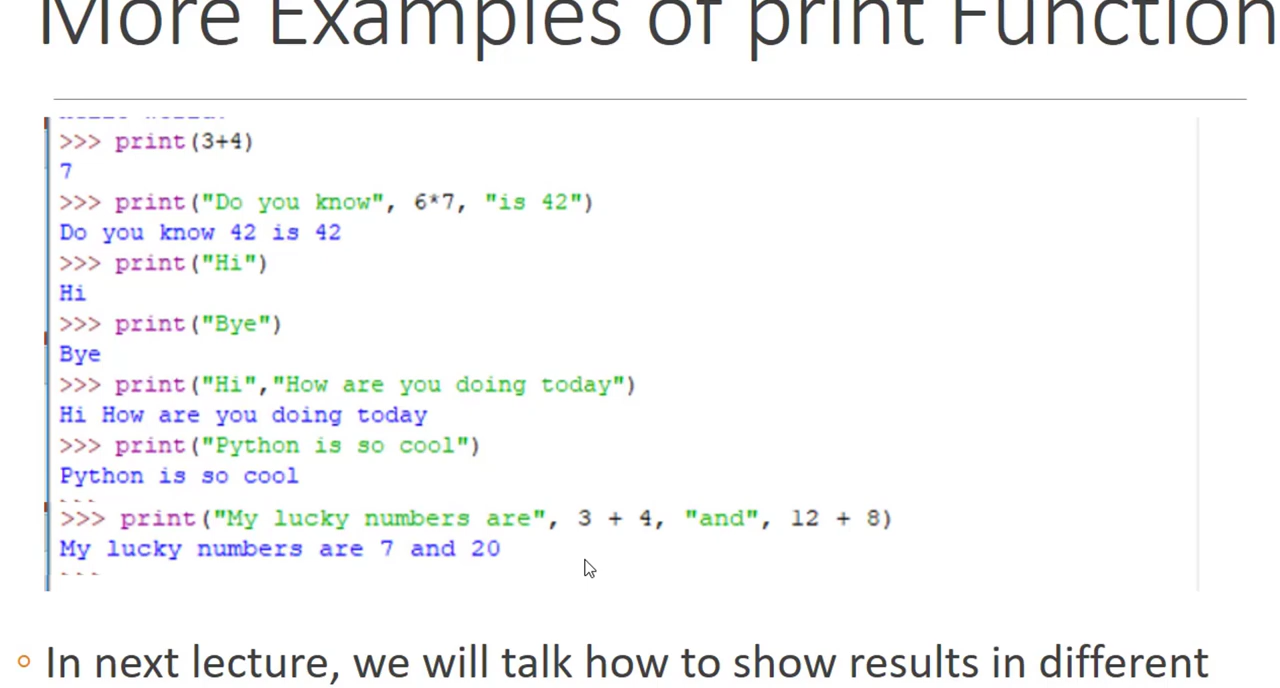 More Examples of print Function
>>> print(3+4)
7
>>> print("Do you know", 6*7, "is 42")
Do you know 42 is 42
>>> print("Hi")
Hi
>>> print("Bye")
Bye
>>> print("Hi","How are you doing today")
Hi How are you doing today
>>> print("Python is so cool")
Python is so cool
>>> print("My lucky numbers are", 3 + 4, "and", 12 + 8)
My lucky numbers are 7 and 20
In next lecture, we will talk how to show results in different